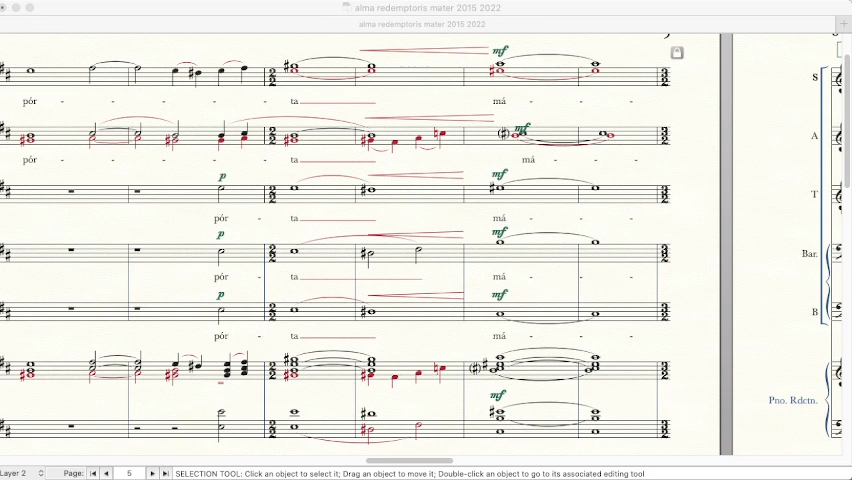 alma redemptoris mater 2015 2022
alma redemptoris mater 2015 2022
mf
S
pór - - - - - ta má - - -
mf
A
pór - - - - - ta má - - -
p
mf
T
pór - ta má - - -
p
mf
Bar.
pór - ta má - - -
p
mf
B
pór - ta má - - -
mf
Pno. Rdctn.
Layer 2 Page: 5 SELECTION TOOL: Click an object to select it; Drag an object to move it; Double-click an object to go to its associated editing tool